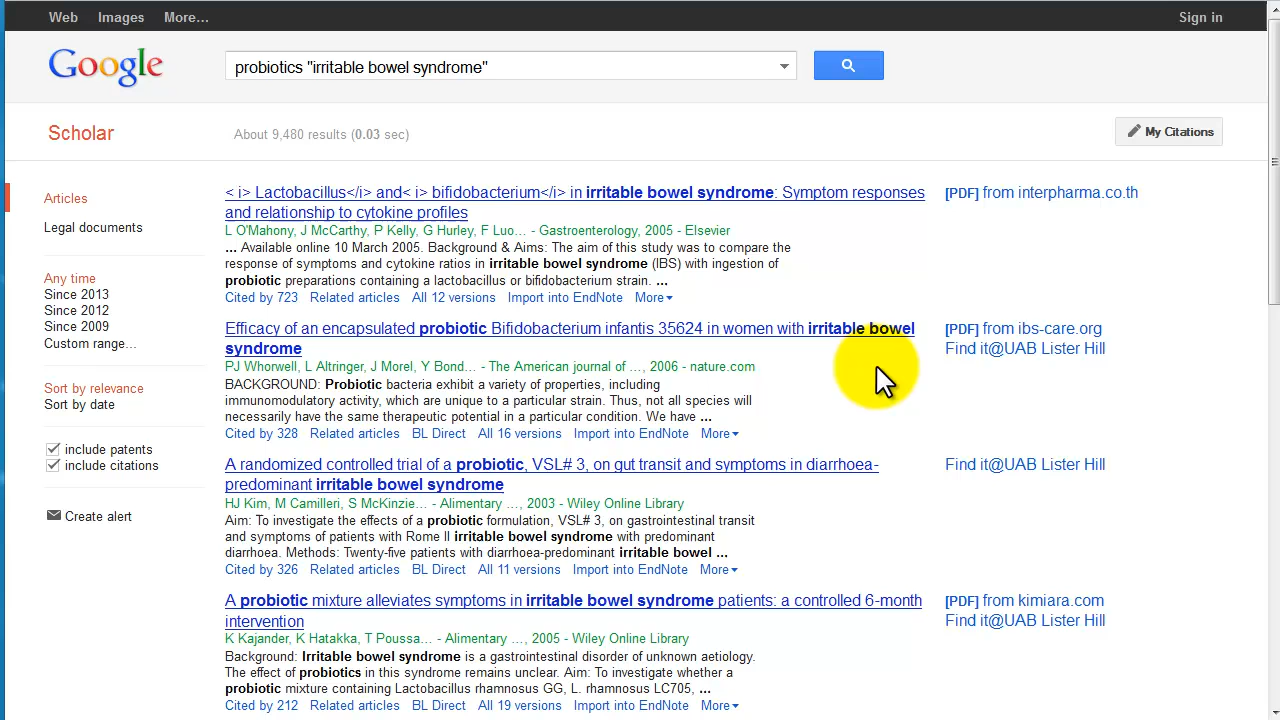 Web Images More... Sign in
Google
probiotics "irritable bowel syndrome"
Scholar
About 9,480 results (0.03 sec)
My Citations
Articles
Legal documents
Any time
Since 2013
Since 2012
Since 2009
Custom range...
Sort by relevance
Sort by date
include patents
include citations
Create alert
< i> Lactobacillus</i> and< i> bifidobacterium</i> in irritable bowel syndrome: Symptom responses
and relationship to cytokine profiles
L O'Mahony, J McCarthy, P Kelly, G Hurley, F Luo... - Gastroenterology, 2005 - Elsevier
... Available online 10 March 2005. Background & Aims: The aim of this study was to compare the
response of symptoms and cytokine ratios in irritable bowel syndrome (IBS) with ingestion of
probiotic preparations containing a lactobacillus or bifidobacterium strain. ...
Cited by 723 Related articles All 12 versions Import into EndNote More
[PDF] from interpharma.co.th
Efficacy of an encapsulated probiotic Bifidobacterium infantis 35624 in women with irritable bowel
syndrome
PJ Whorwell, L Altringer, J Morel, Y Bond... - The American journal of ..., 2006 - nature.com
BACKGROUND: Probiotic bacteria exhibit a variety of properties, including
immunomodulatory activity, which are unique to a particular strain. Thus, not all species will
necessarily have the same therapeutic potential in a particular condition. We have ...
Cited by 328 Related articles BL Direct All 16 versions Import into EndNote More
[PDF] from ibs-care.org
Find it@UAB Lister Hill
A randomized controlled trial of a probiotic, VSL# 3, on gut transit and symptoms in diarrhoea-
predominant irritable bowel syndrome
HJ Kim, M Camilleri, S McKinzie... - Alimentary ..., 2003 - Wiley Online Library
Aim: To investigate the effects of a probiotic formulation, VSL# 3, on gastrointestinal transit
and symptoms of patients with Rome II irritable bowel syndrome with predominant
diarrhoea. Methods: Twenty-five patients with diarrhoea-predominant irritable bowel ...
Cited by 326 Related articles BL Direct All 11 versions Import into EndNote More
Find it@UAB Lister Hill
A probiotic mixture alleviates symptoms in irritable bowel syndrome patients: a controlled 6-month
intervention
K Kajander, K Hatakka, T Poussa... - Alimentary ..., 2005 - Wiley Online Library
Background: Irritable bowel syndrome is a gastrointestinal disorder of unknown aetiology.
The effect of probiotics in this syndrome remains unclear. Aim: To investigate whether a
probiotic mixture containing Lactobacillus rhamnosus GG, L. rhamnosus LC705, ...
Cited by 212 Related articles BL Direct All 19 versions Import into EndNote More
[PDF] from kimiara.com
Find it@UAB Lister Hill